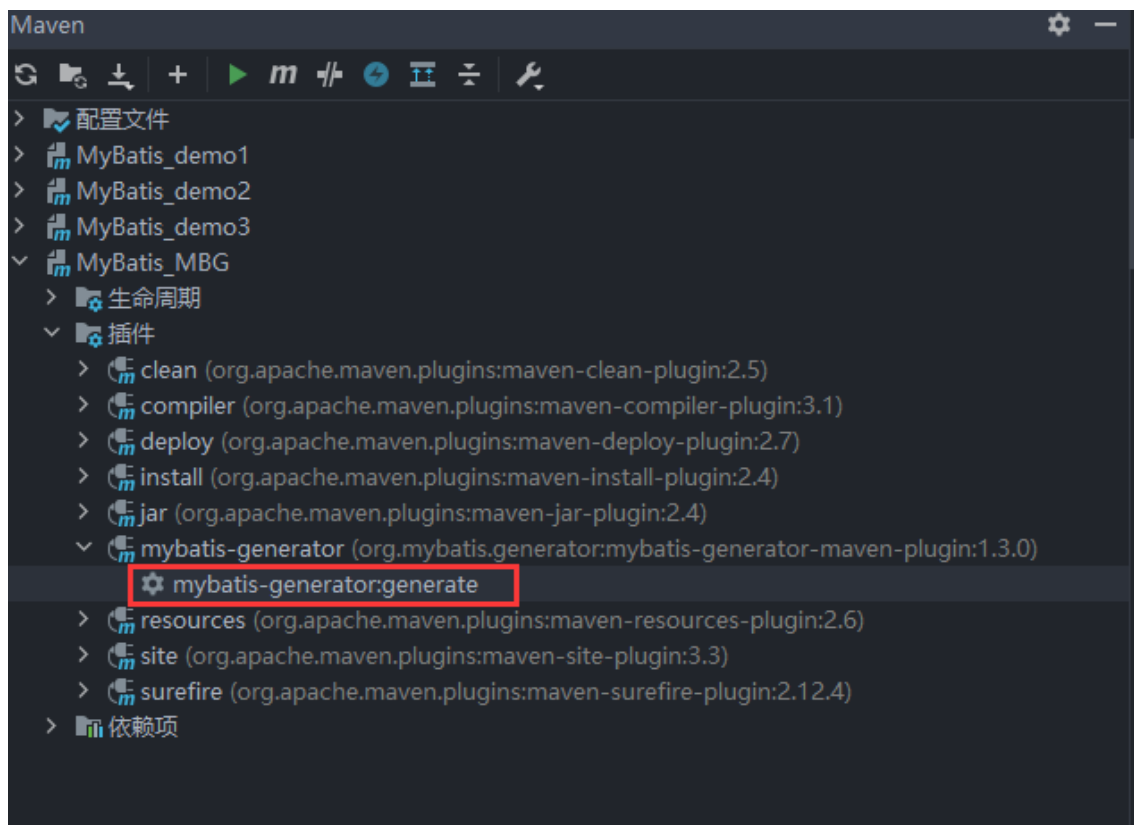 Maven
配置文件
MyBatis_demo1
MyBatis_demo2
MyBatis_demo3
MyBatis_MBG
生命周期
插件
clean (org.apache.maven.plugins:maven-clean-plugin:2.5)
compiler (org.apache.maven.plugins:maven-compiler-plugin:3.1)
deploy (org.apache.maven.plugins:maven-deploy-plugin:2.7)
install (org.apache.maven.plugins:maven-install-plugin:2.4)
jar (org.apache.maven.plugins:maven-jar-plugin:2.4)
mybatis-generator (org.mybatis.generator:mybatis-generator-maven-plugin:1.3.0)
mybatis-generator:generate
resources (org.apache.maven.plugins:maven-resources-plugin:2.6)
site (org.apache.maven.plugins:maven-site-plugin:3.3)
surefire (org.apache.maven.plugins:maven-surefire-plugin:2.12.4)
依赖项